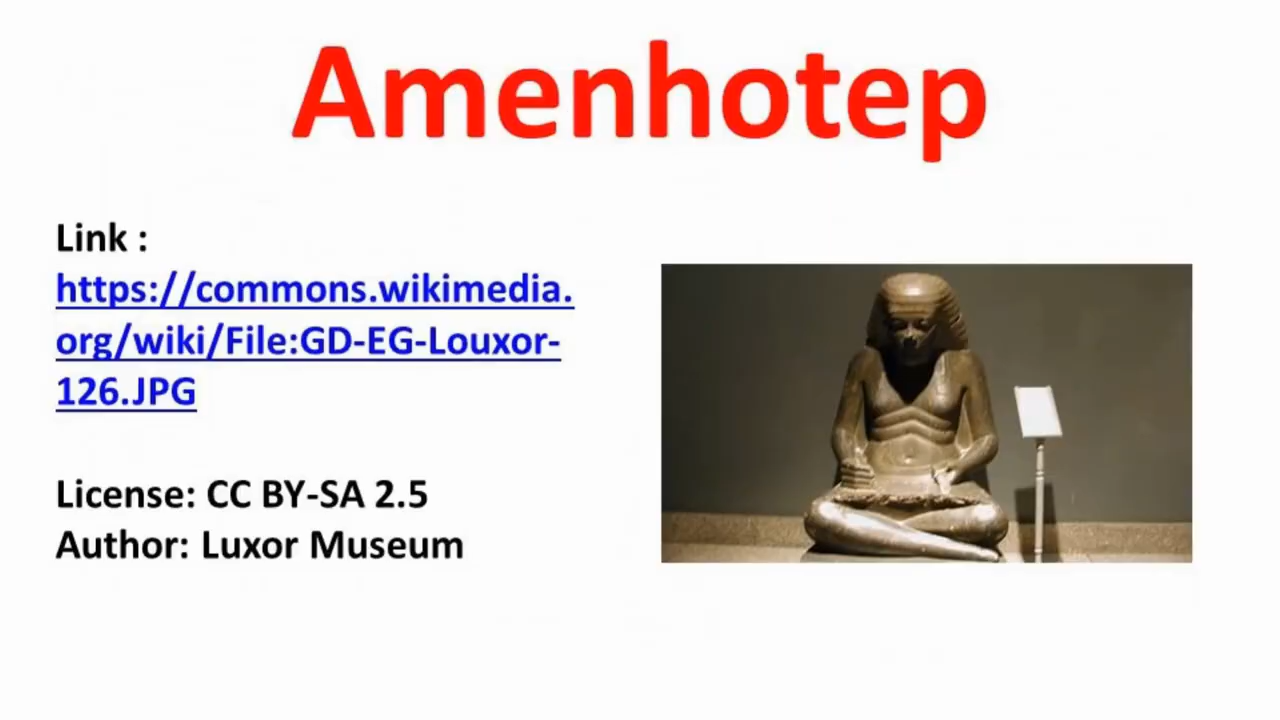 Amenhotep
Link :
https://commons.wikimedia.
org/wiki/File:GD-EG-Louxor-
126.JPG
License: CC BY-SA 2.5
Author: Luxor Museum